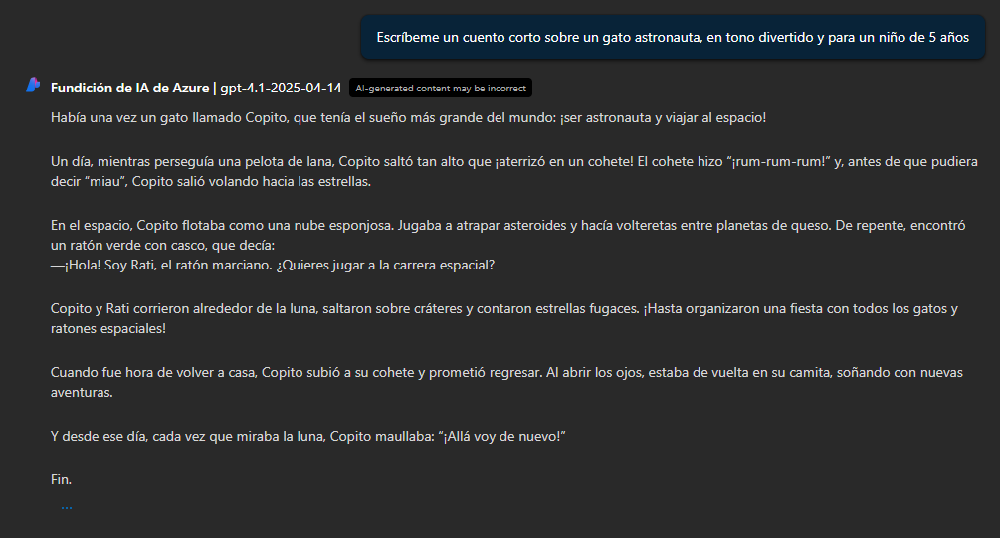 Escríbeme un cuento corto sobre un gato astronauta, en tono divertido y para un niño de 5 años
Fundición de IA de Azure | gpt-4.1-2025-04-14 AI-generated content may be incorrect
Había una vez un gato llamado Copito, que tenía el sueño más grande del mundo: ¡ser astronauta y viajar al espacio!
Un día, mientras perseguía una pelota de lana, Copito saltó tan alto que ¡aterrizó en un cohete! El cohete hizo “¡rum-rum-rum!” y, antes de que pudiera
decir “miau”, Copito salió volando hacia las estrellas.
En el espacio, Copito flotaba como una nube esponjosa. Jugaba a atrapar asteroides y hacía volteretas entre planetas de queso. De repente, encontró
un ratón verde con casco, que decía:
—¡Hola! Soy Rati, el ratón marciano. ¿Quieres jugar a la carrera espacial?
Copito y Rati corrieron alrededor de la luna, saltaron sobre cráteres y contaron estrellas fugaces. ¡Hasta organizaron una fiesta con todos los gatos y
ratones espaciales!
Cuando fue hora de volver a casa, Copito subió a su cohete y prometió regresar. Al abrir los ojos, estaba de vuelta en su camita, soñando con nuevas
aventuras.
Y desde ese día, cada vez que miraba la luna, Copito maullaba: “¡Allá voy de nuevo!”
Fin.
...